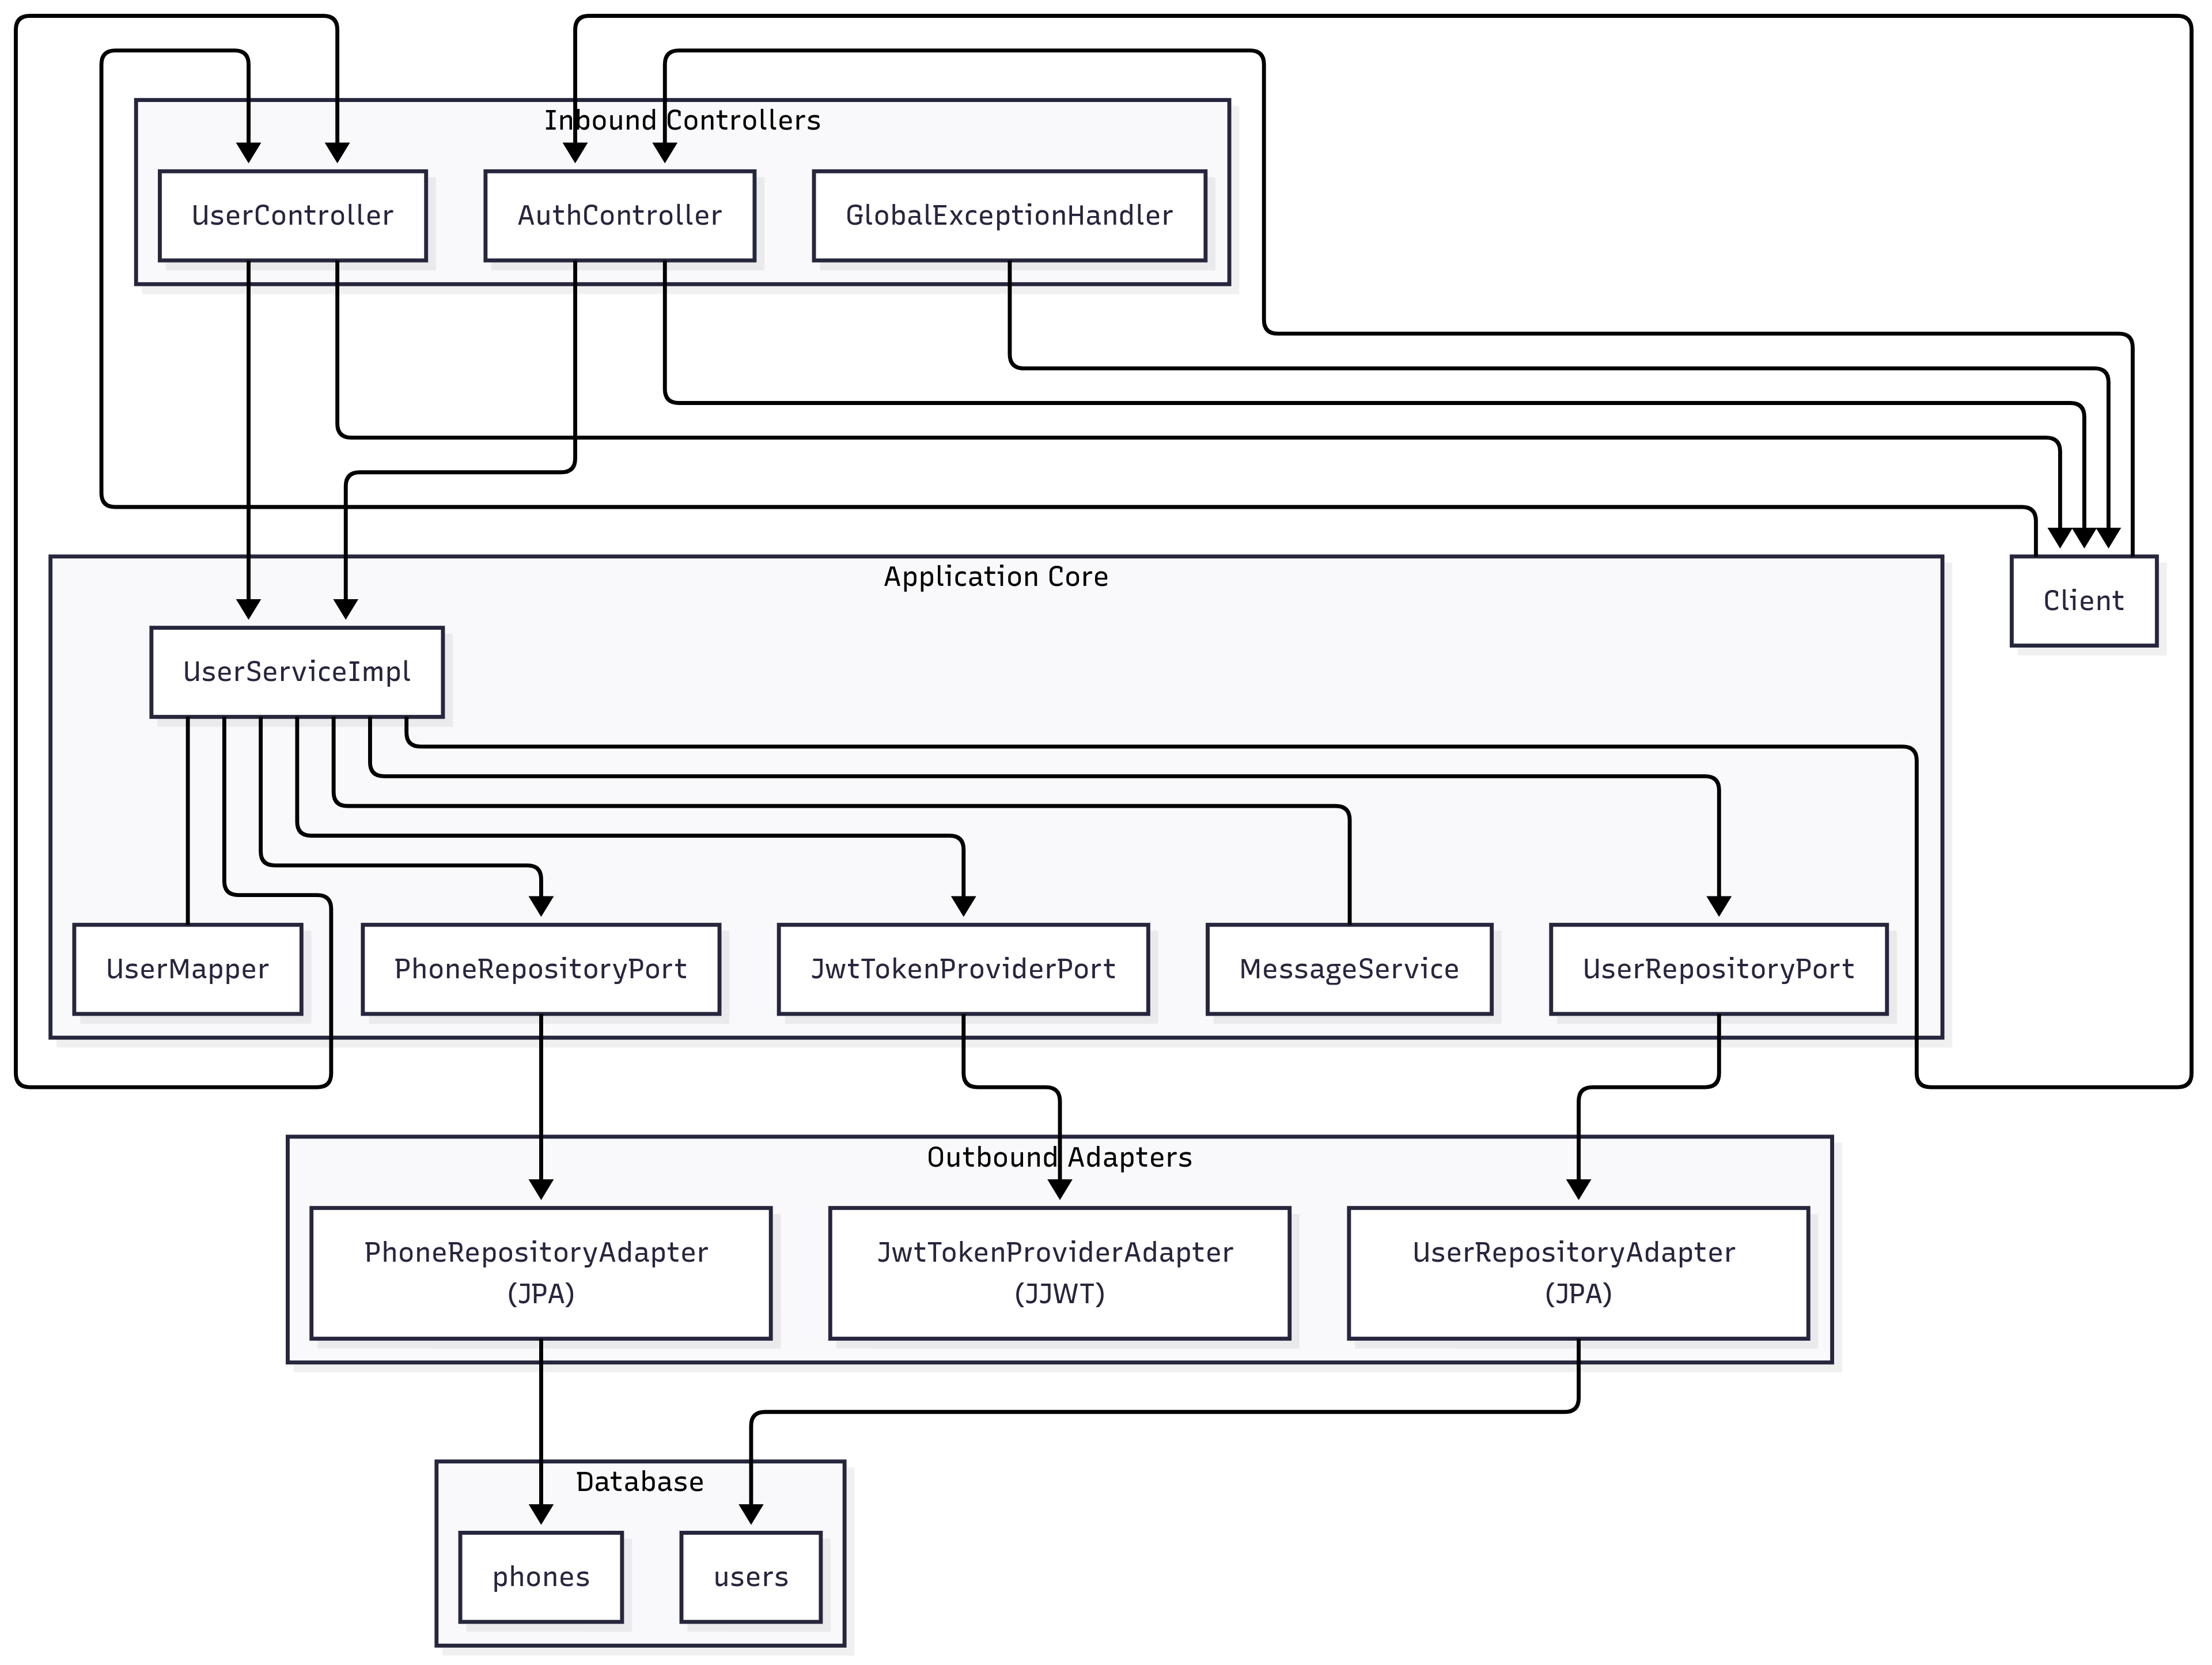 Inbound Controllers
UserController
AuthController
GlobalExceptionHandler
Application Core
Client
UserServiceImpl
UserMapper
PhoneRepositoryPort
JwtTokenProviderPort
MessageService
UserRepositoryPort
Outbound Adapters
PhoneRepositoryAdapter
(JPA)
JwtTokenProviderAdapter
(JJWT)
UserRepositoryAdapter
(JPA)
Database
phones
users